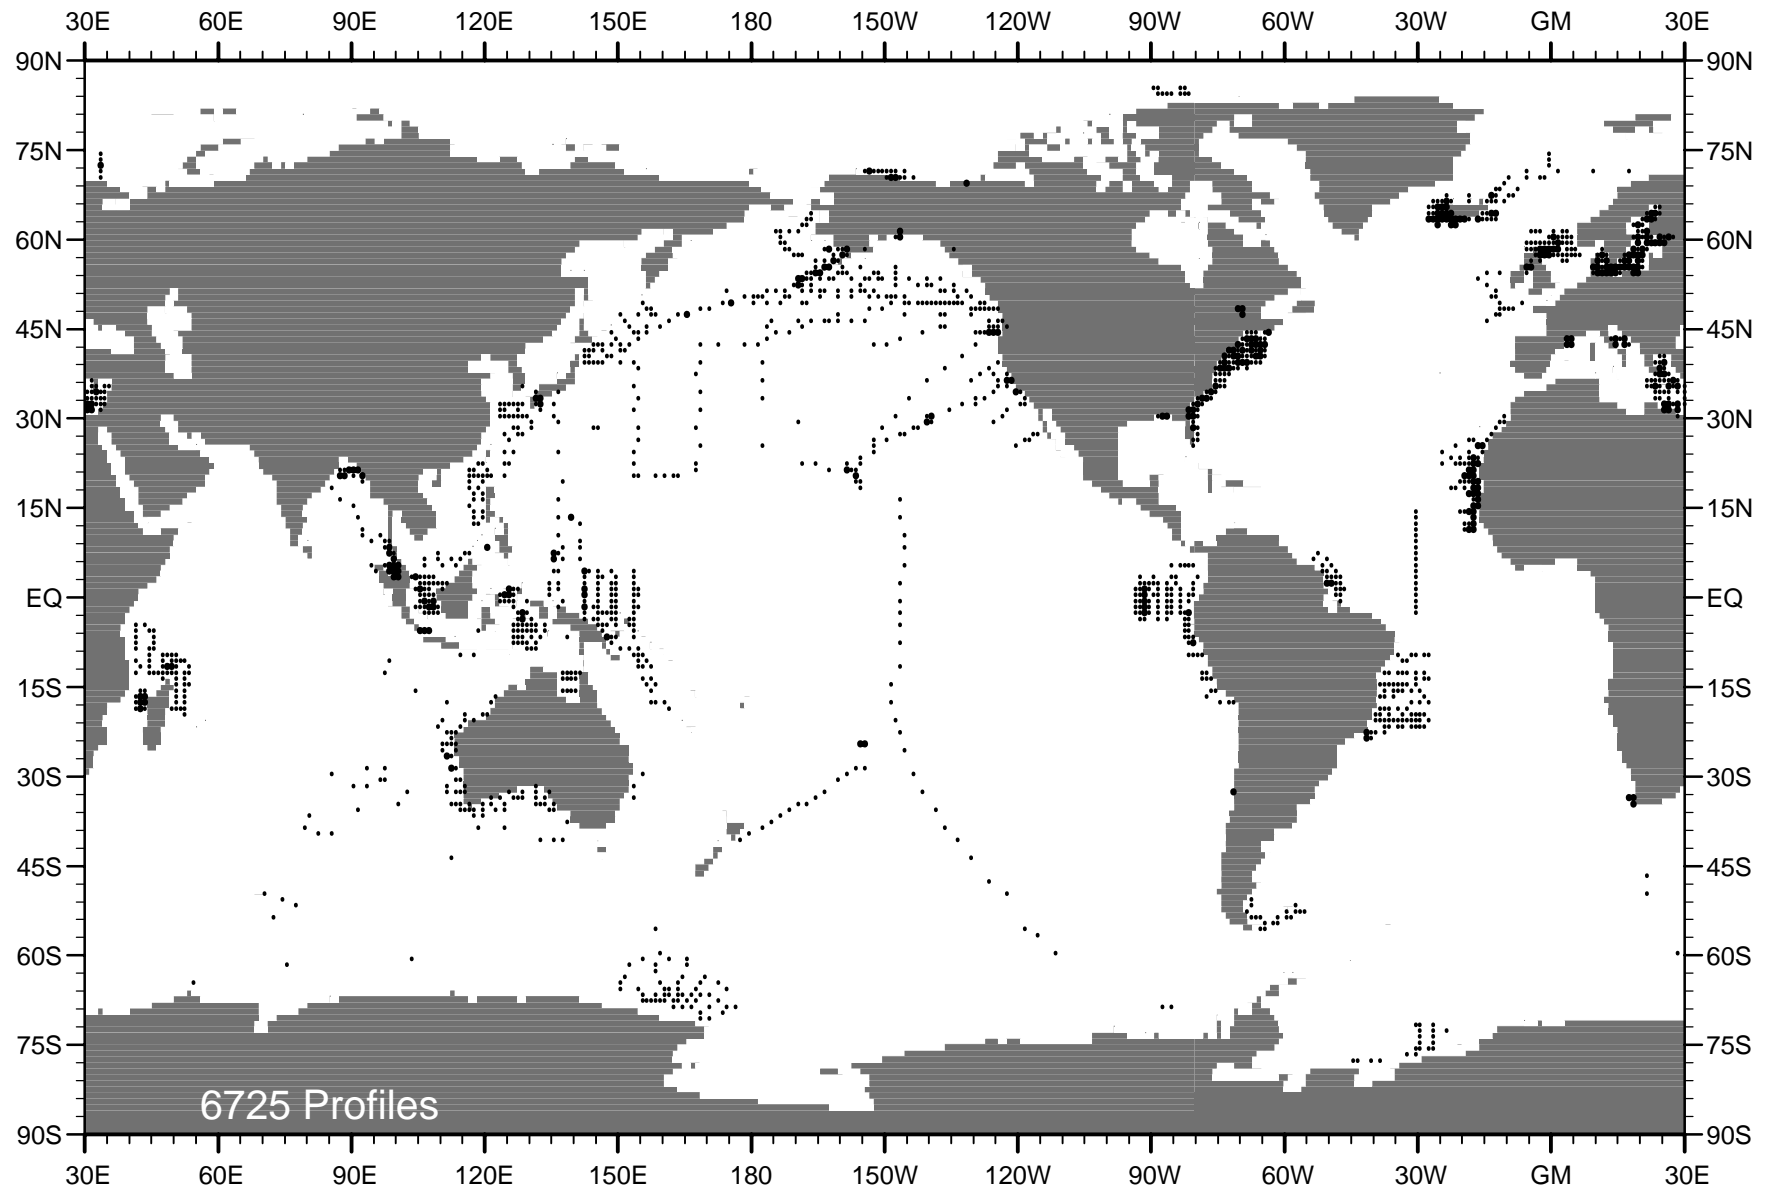 30E 60E 90E 120E 150E 180 150W 120W 90W 60W 30W GM 30E
90N 90N
75N 75N
60N 60N
45N 45N
30N 30N
15N 15N
EQ EQ
15S 15S
30S 30S
45S 45S
60S 60S
75S 75S
6725 Profiles
90S 90S
30E 60E 90E 120E 150E 180 150W 120W 90W 60W 30W GM 30E